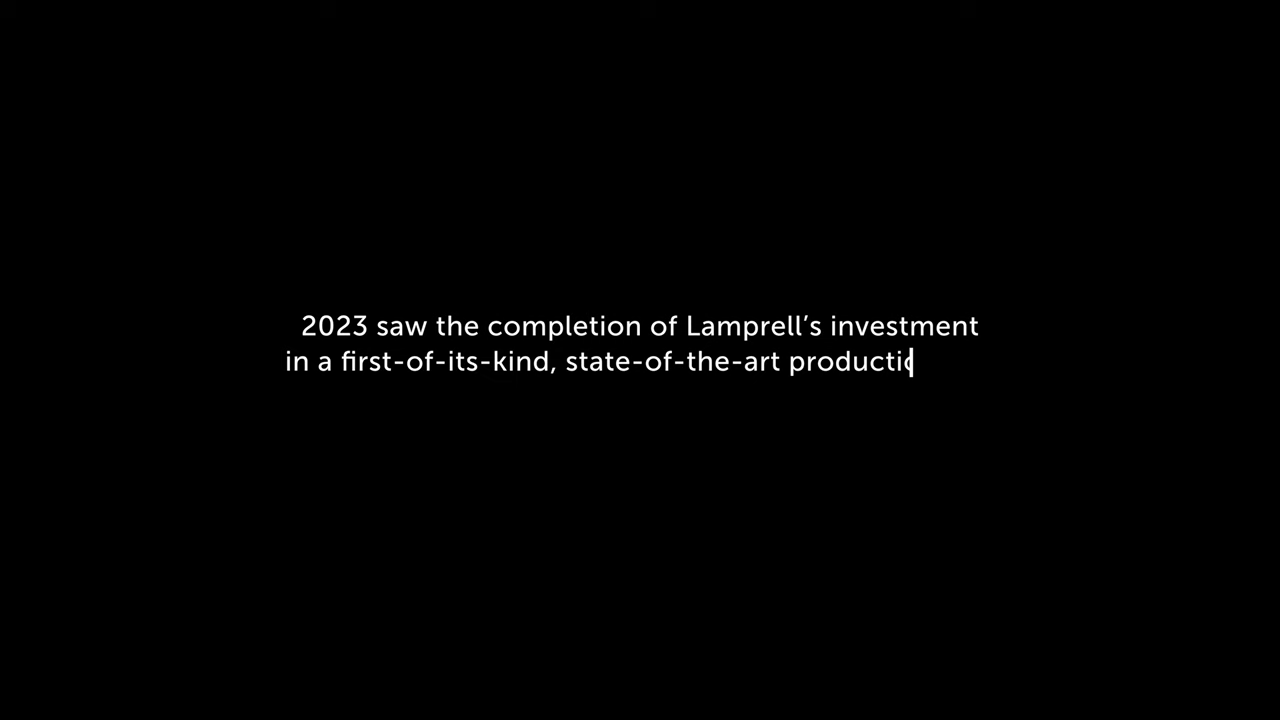 2023 saw the completion of Lamprell’s investment
in a first-of-its-kind, state-of-the-art producti